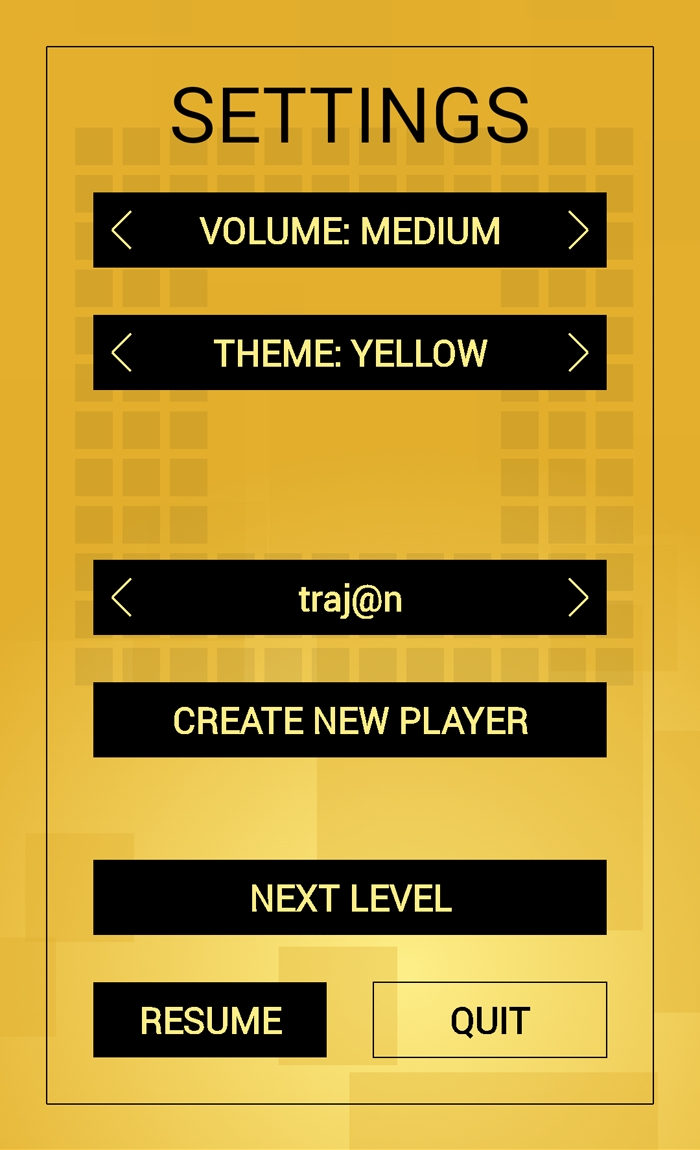 SETTINGS
VOLUME: MEDIUM
THEME: YELLOW
traj@n
CREATE NEW PLAYER
NEXT LEVEL
RESUME
QUIT